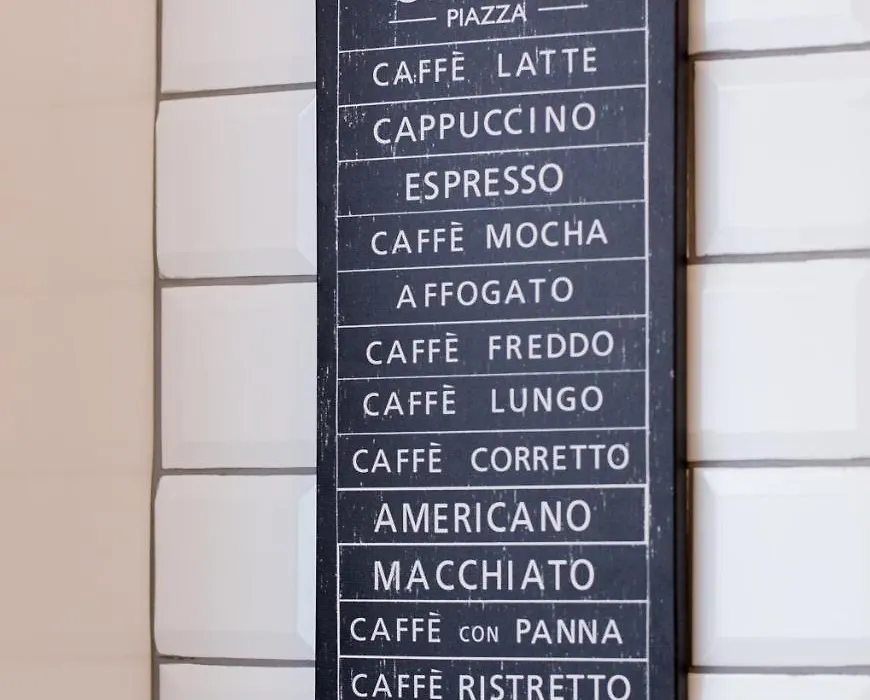 PIAZZA
CAFFÈ LATTE
CAPPUCCINO
ESPRESSO
CAFFÈ MOCHA
AFFOGATO
CAFFÈ FREDDO
CAFFÈ LUNGO
CAFFÈ CORRETTO
AMERICANO
MACCHIATO
CAFFÈ CON PANNA
CAFFÈ RISTRETTO